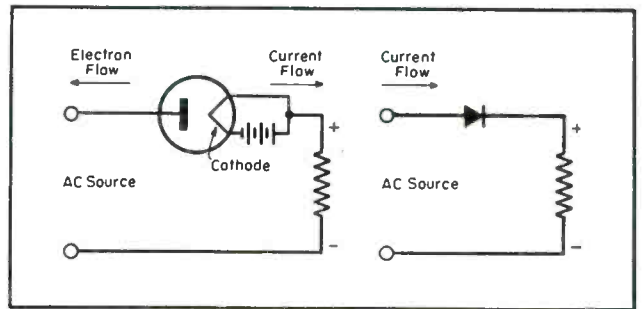 Electron
Flow
Current
Flow
+
Cathode
AC Source
-
Current
Flow
+
AC Source
-